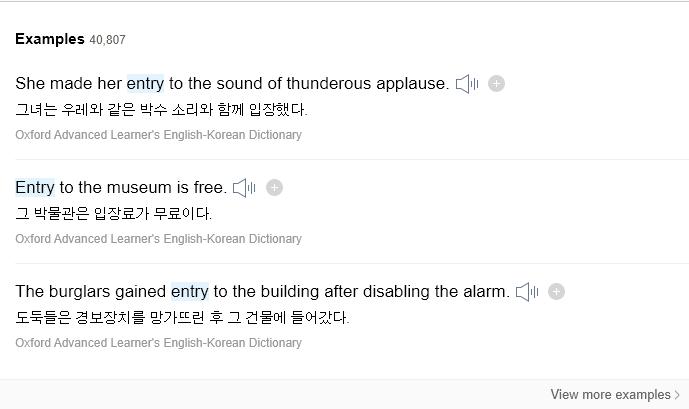 Examples 40,807
She made her entry to the sound of thunderous applause.
그녀는 우레와 같은 박수 소리와 함께 입장했다.
Oxford Advanced Learner's English-Korean Dictionary
Entry to the museum is free.
그 박물관은 입장료가 무료이다.
Oxford Advanced Learner's English-Korean Dictionary
The burglars gained entry to the building after disabling the alarm.
도둑들은 경보장치를 망가뜨린 후 그 건물에 들어갔다.
Oxford Advanced Learner's English-Korean Dictionary
View more examples